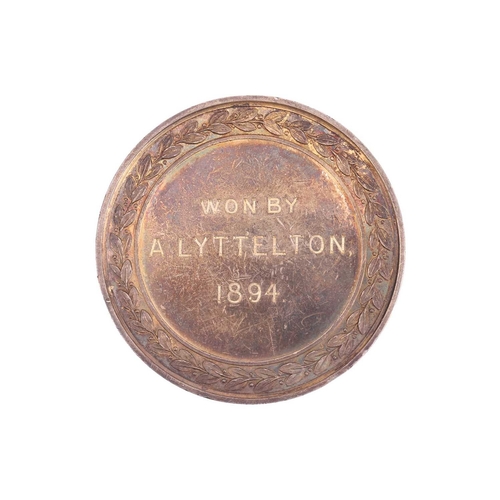 WON BY
A LYTTELTON,
1894.